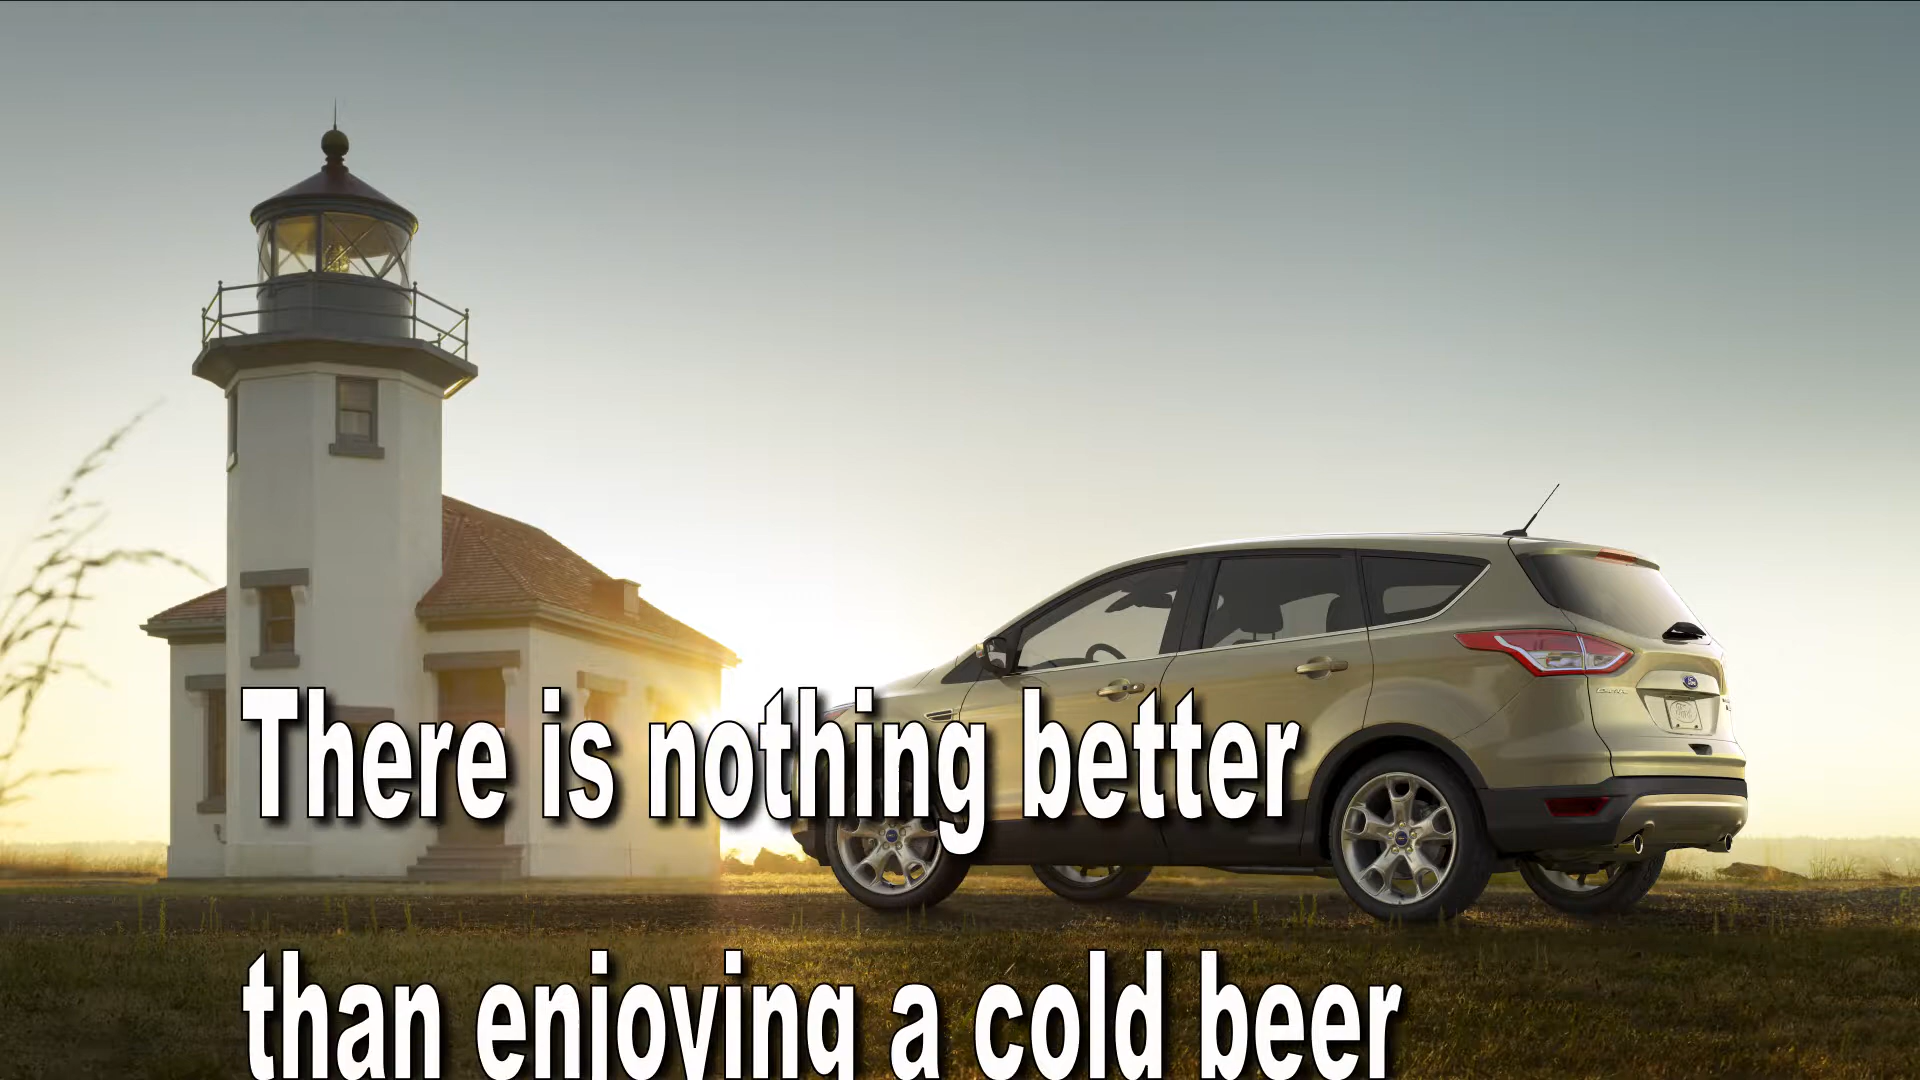 There is nothing better
than enjoying a cold beer